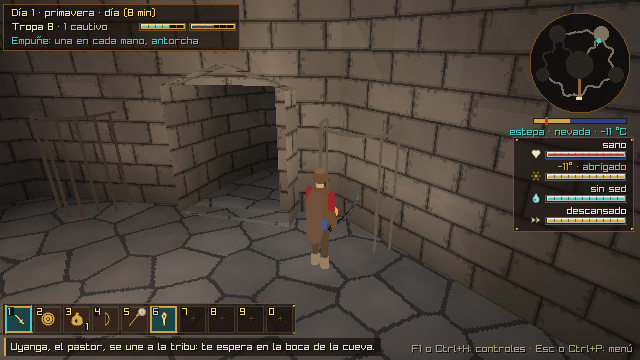 Día 1 · primavera · día (8 min)
Tropa 8 · 1 cautivo
Empuñe: una en cada mano, antorcha
estepa · nevada · -11 °C
sano
-11° · abrigado
sin sed
descansado
1 2 3 4 5 6 7 8 9 0
1
Uyanga, el pastor, se une a la tribu: te espera en la boca de la cueva.
F1 o Ctrl+H: controles · Esc o Ctrl+P: menú